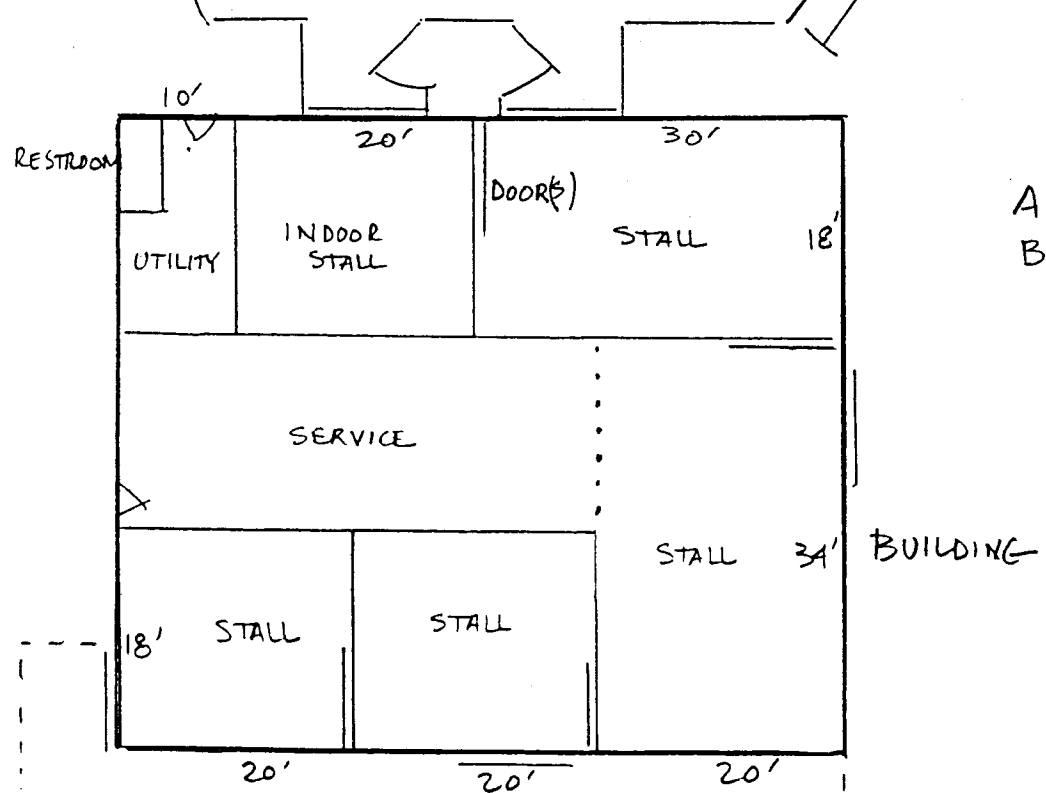 10'
RESTROOM
20'
30'
DOOR(S)
A
INDOOR
STALL
STALL
18'
B
UTILITY
SERVICE
STALL
34'
BUILDING
18'
STALL
STALL
20'
20'
20'